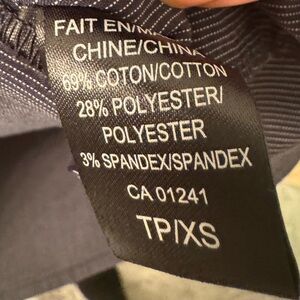 FAIT EN/M
CHINE/CHINA
69% COTON/COTTON
28% POLYESTER/
POLYESTER
3% SPANDEX/SPANDEX
CA 01241
TP/XS